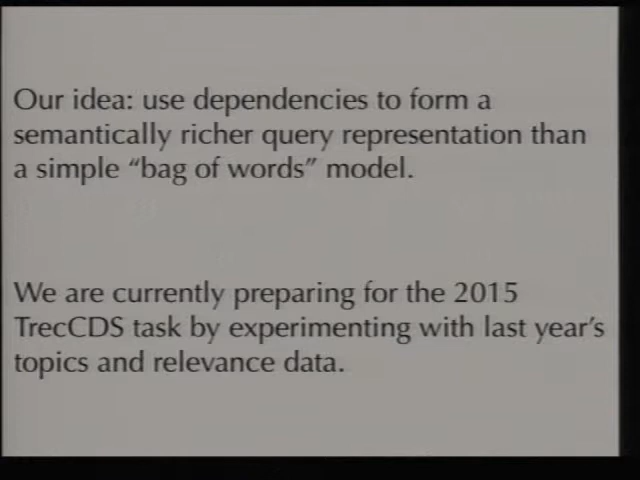 Our idea: use dependencies to form a
semantically richer query representation than
a simple “bag of words” model.
We are currently preparing for the 2015
TrecCDS task by experimenting with last year’s
topics and relevance data.